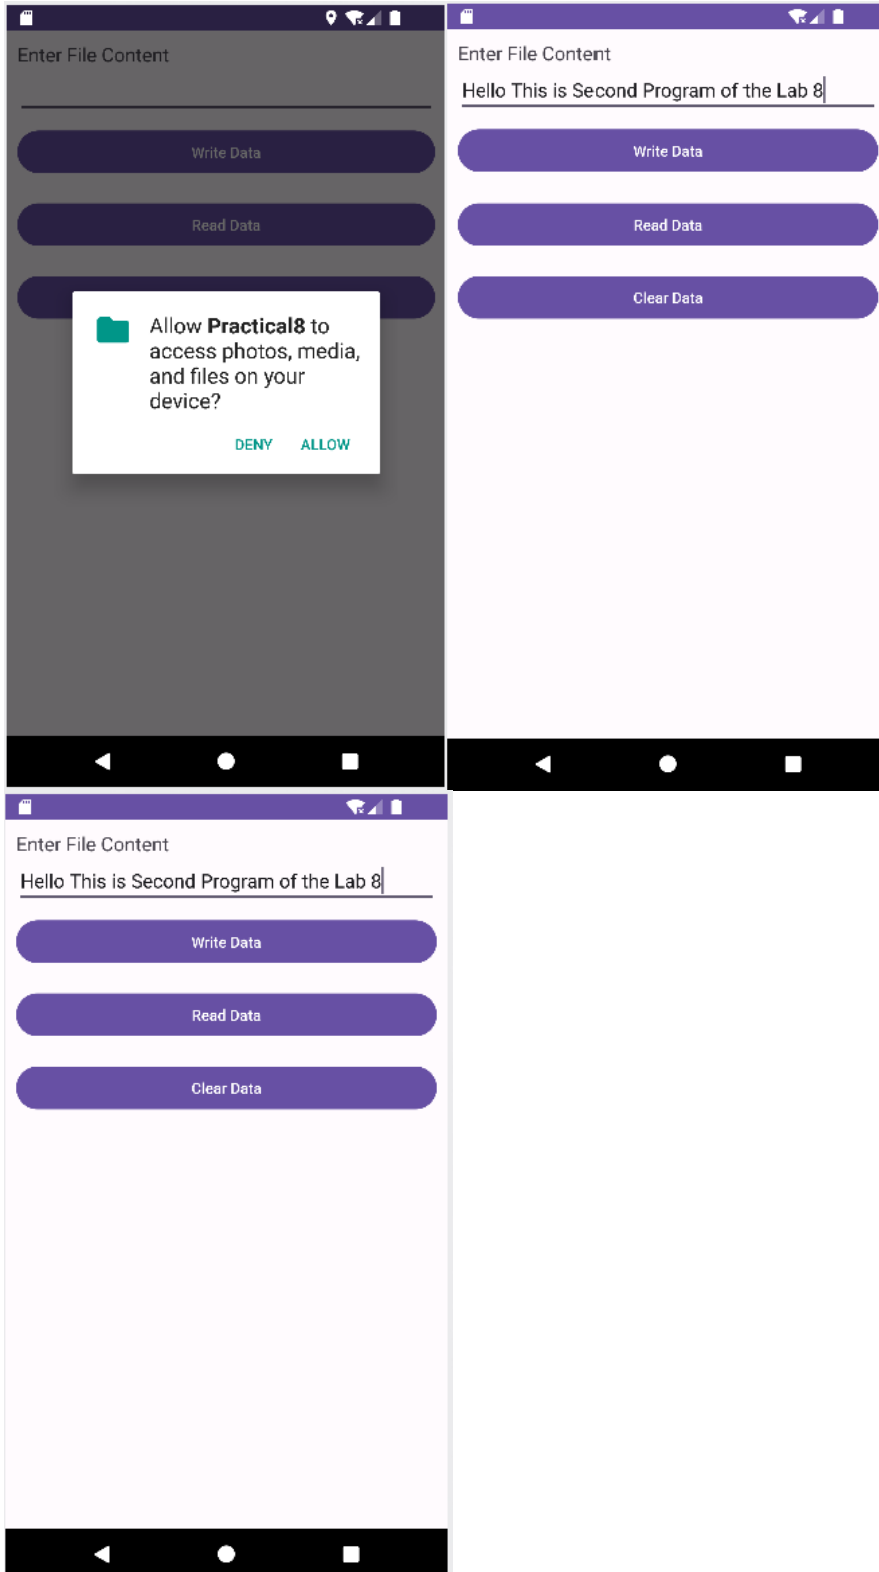 Enter File Content
Write Data
Read Data
Allow Practical8 to
access photos, media,
and files on your
device?
DENY ALLOW
Enter File Content
Hello This is Second Program of the Lab 8
Write Data
Read Data
Clear Data
Enter File Content
Hello This is Second Program of the Lab 8
Write Data
Read Data
Clear Data